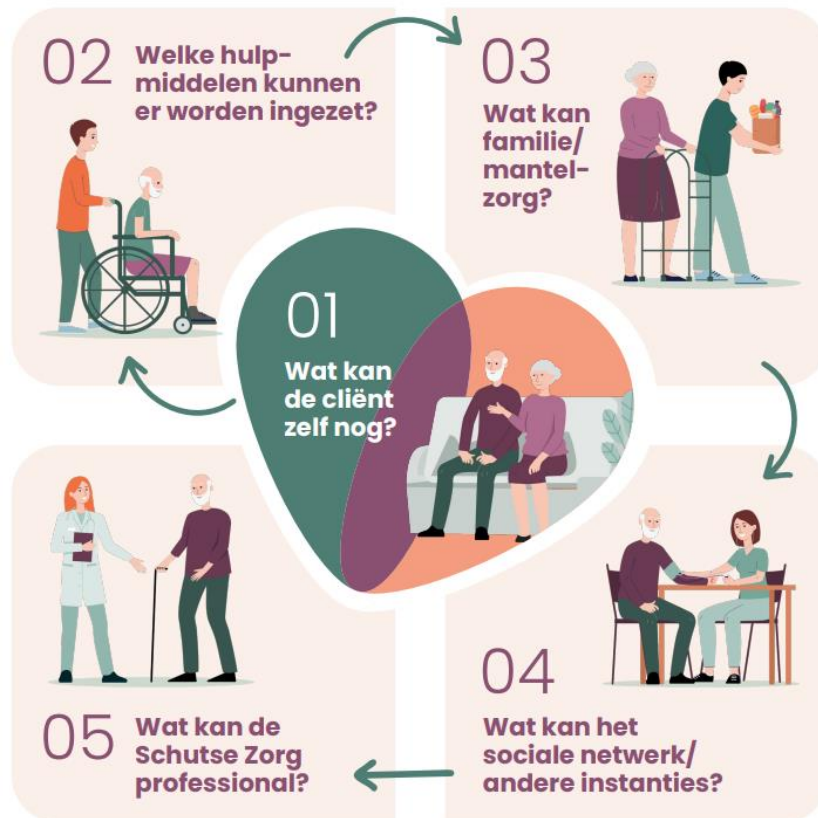 01
Wat kan
de cliënt
zelf nog?
02
Welke hulp-
middelen kunnen
er worden ingezet?
03
Wat kan
familie/
mantel-
zorg?
04
Wat kan het
sociale netwerk/
andere instanties?
05
Wat kan de
Schutse Zorg
professional?